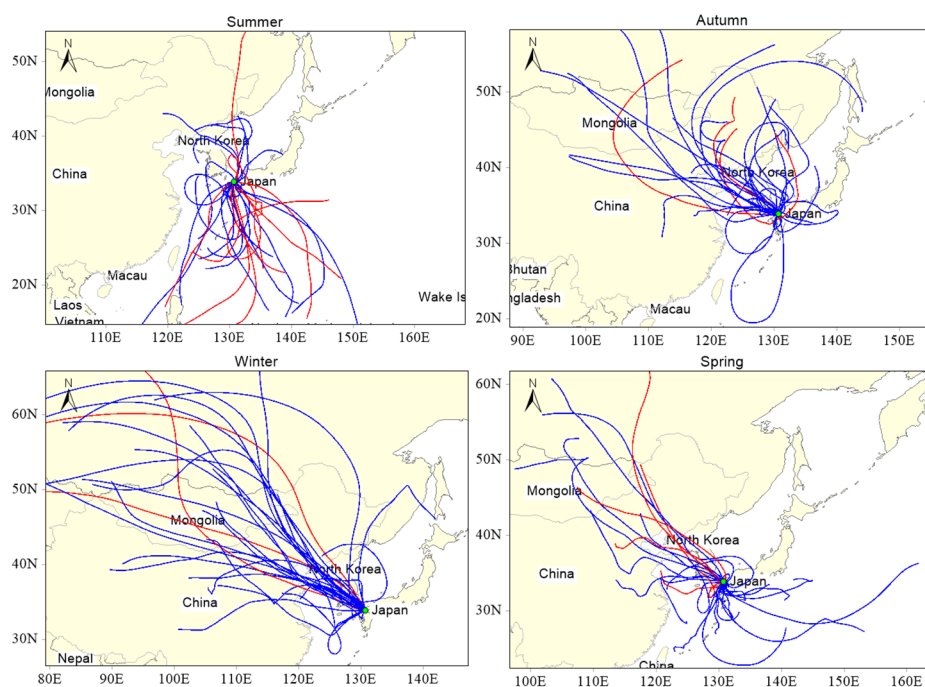 Summer
N
50N
Mongolia
40N
North Korea
China
Japan
30N
Macau
20N
Wake Is
Laos
Vietnam
110E 120E 130E 140E 150E 160E
Autumn
N
50N
Mongolia
40N
North Korea
China
Japan
30N
Bhutan
ngladesh
Macau
20N
90E 100E 110E 120E 130E 140E 150E
Winter
N
60N
50N
Mongolia
40N
North Korea
China
Japan
30N
Nepal
80E 90E 100E 110E 120E 130E 140E
Spring
N
60N
50N
Mongolia
40N
North Korea
China
Japan
30N
China
100E 110E 120E 130E 140E 150E 160E